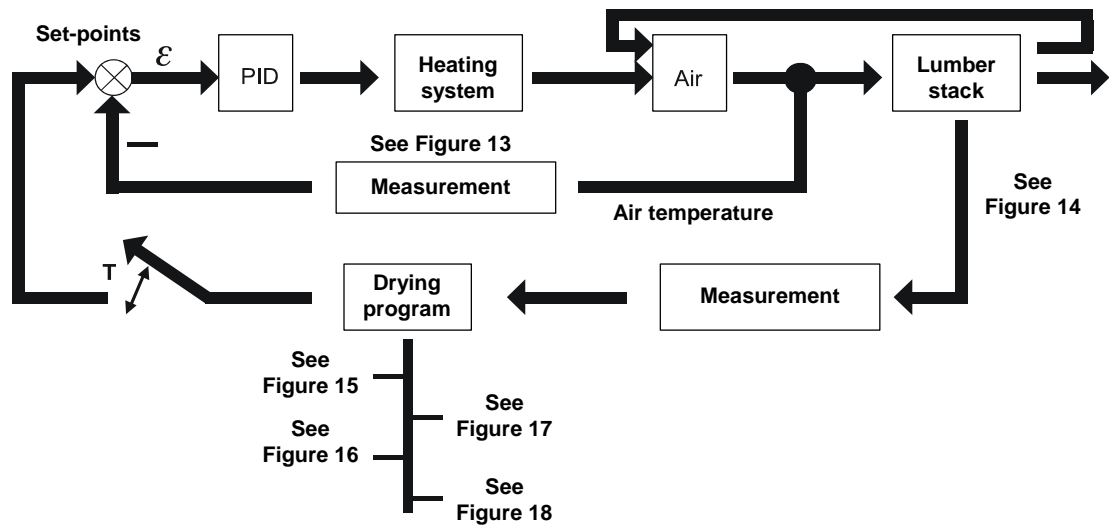 Set-points
ε
PID
Heating
system
Air
Lumber
stack
See Figure 13
Measurement
Air temperature
See
Figure 14
T
Drying
program
Measurement
See
Figure 15
See
Figure 17
See
Figure 16
See
Figure 18